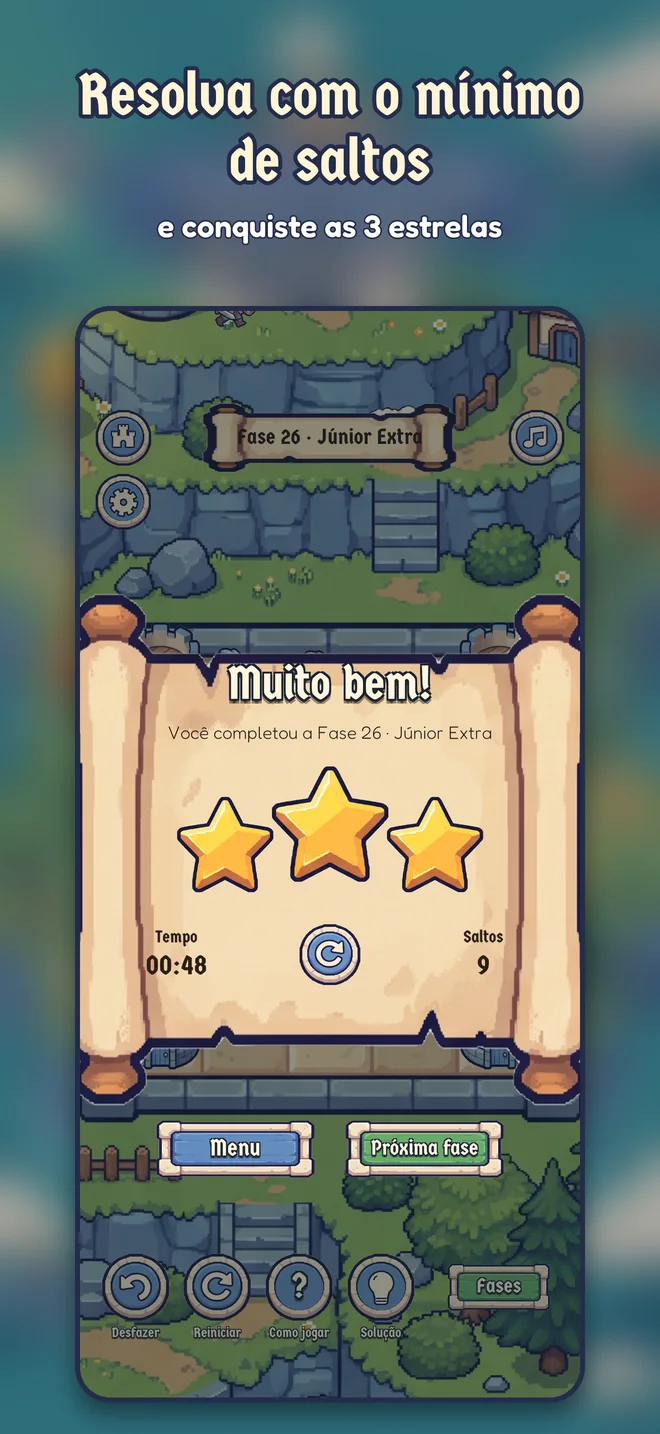 Resolva com o mínimo
de saltos
e conquiste as 3 estrelas
Fase 26 · Júnior Extra
Muito bem!
Você completou a Fase 26 · Júnior Extra
Tempo
Saltos
00:48
9
Menu
Próxima fase
Fases
Desfazer
Reiniciar
Como jogar
Solução